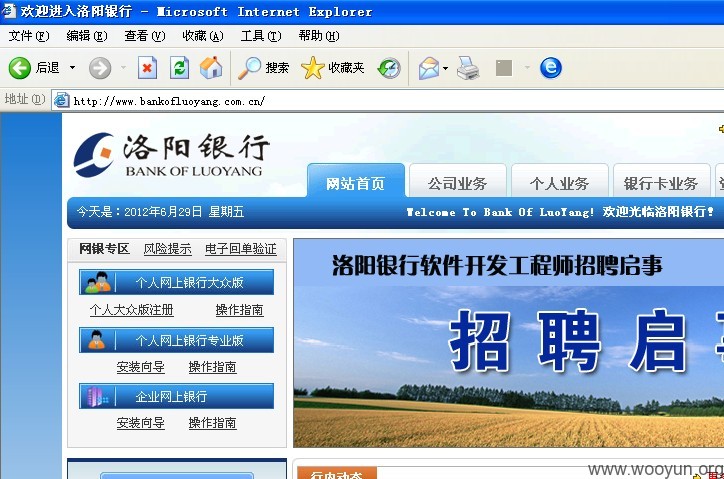 欢迎进入洛阳银行 - Microsoft Internet Explorer
文件(F) 编辑(E) 查看(V) 收藏(A) 工具(T) 帮助(H)
后退 搜索 收藏夹
地址(D) http://www.bankofluoyang.com.cn/
洛阳银行
BANK OF LUOYANG
网站首页 公司业务 个人业务 银行卡业务
今天是：2012年6月29日 星期五 Welcome To Bank Of LuoYang! 欢迎光临洛阳银行!
网银专区 风险提示 电子回单验证
个人网上银行大众版
个人大众版注册 操作指南
个人网上银行专业版
安装向导 操作指南
企业网上银行
安装向导 操作指南
洛阳银行软件开发工程师招聘启事
招聘启事
行内动态
www.wooyun.org